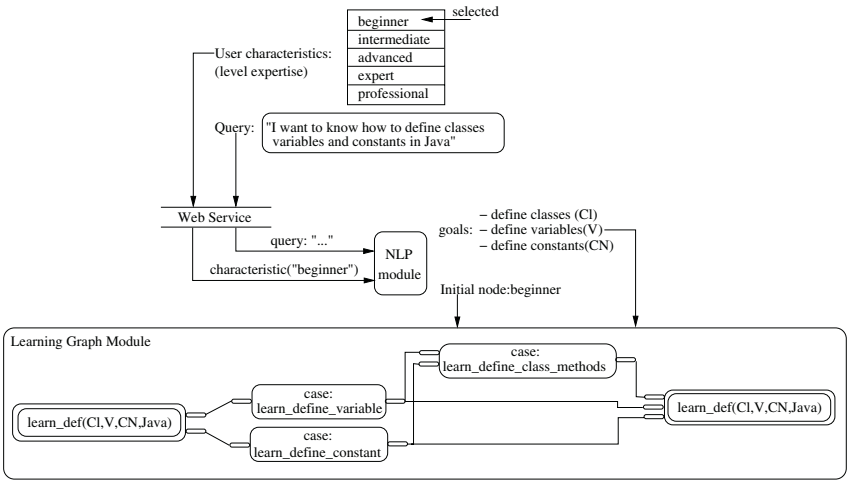 selected
beginner
intermediate
advanced
expert
professional
User characteristics:
(level expertise)
Query:
"I want to know how to define classes
variables and constants in Java"
Web Service
query: "..."
characteristic("beginner")
NLP
module
goals:
– define classes (Cl)
– define variables(V)
– define constants(CN)
Initial node:beginner
Learning Graph Module
case:
learn_define_class_methods
case:
learn_define_variable
learn_def(Cl,V,CN,Java)
learn_def(Cl,V,CN,Java)
case:
learn_define_constant